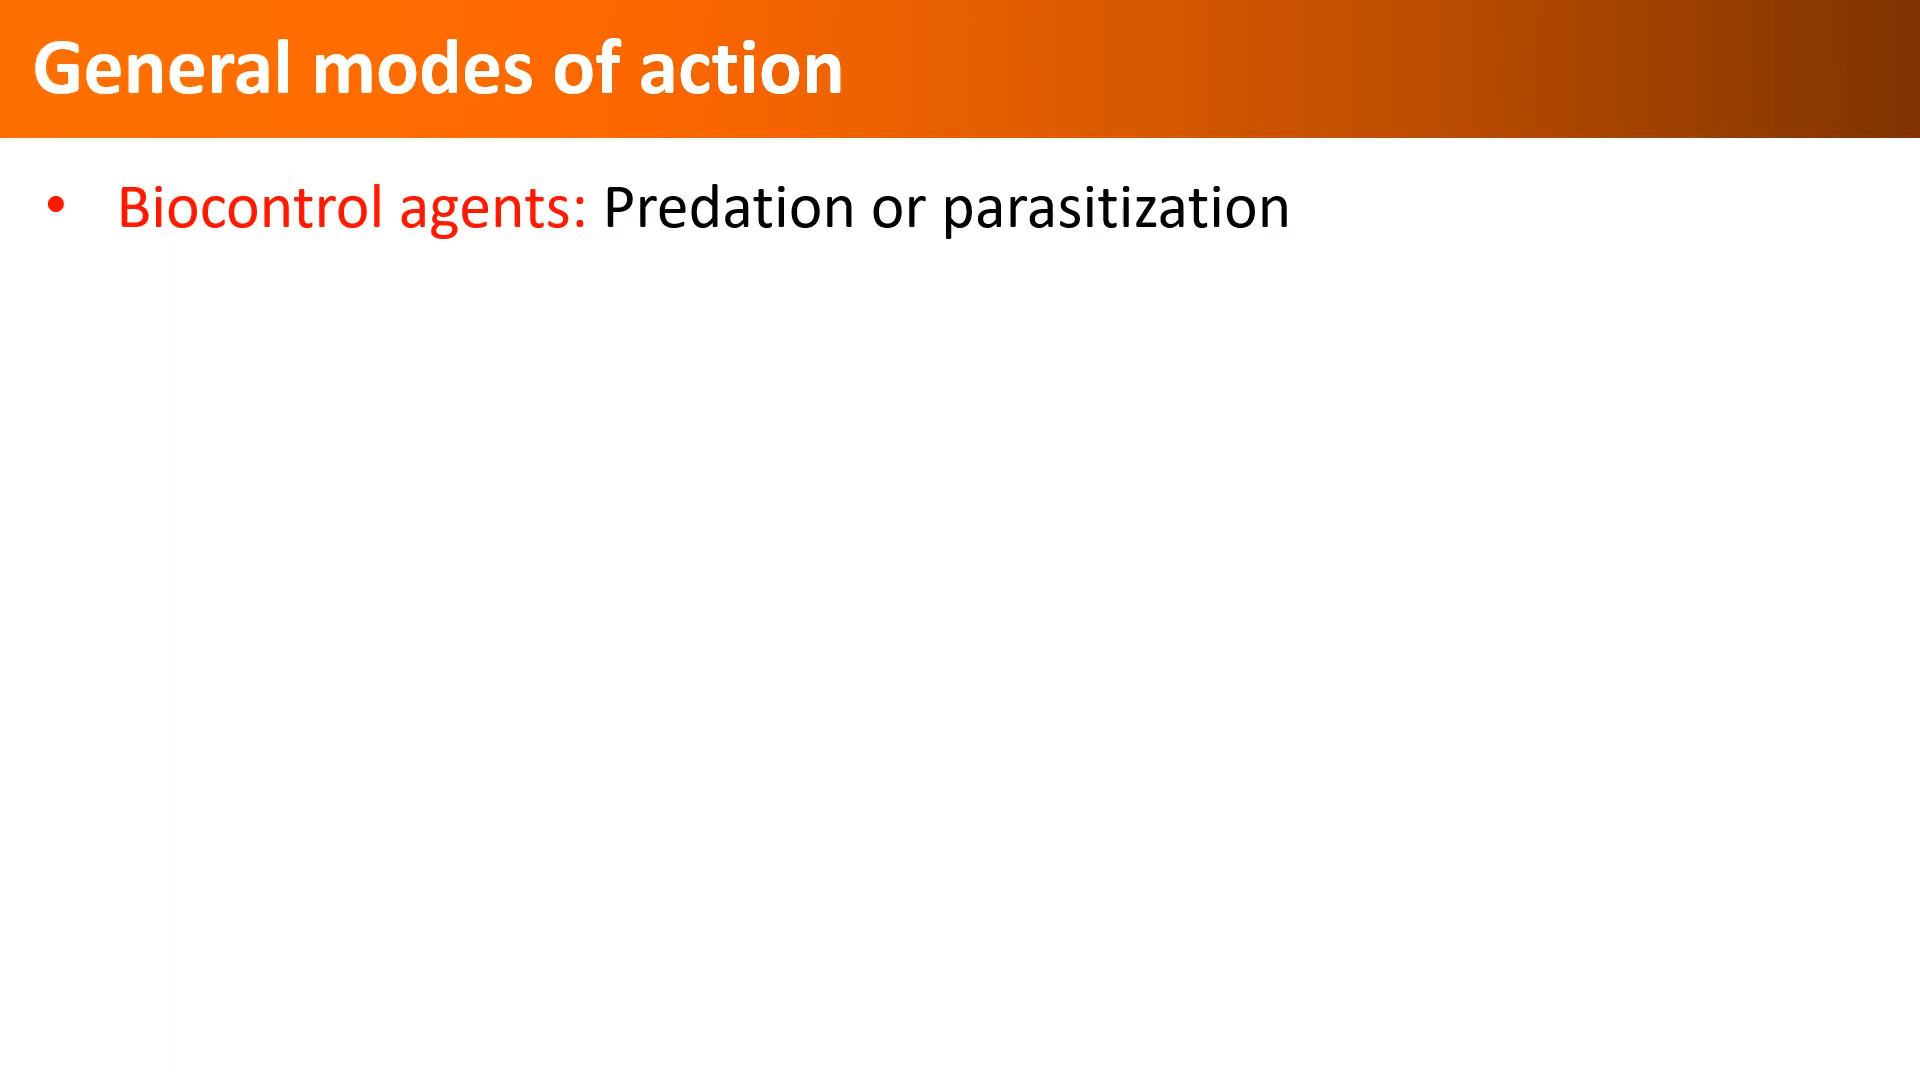 General modes of action
• Biocontrol agents: Predation or parasitization